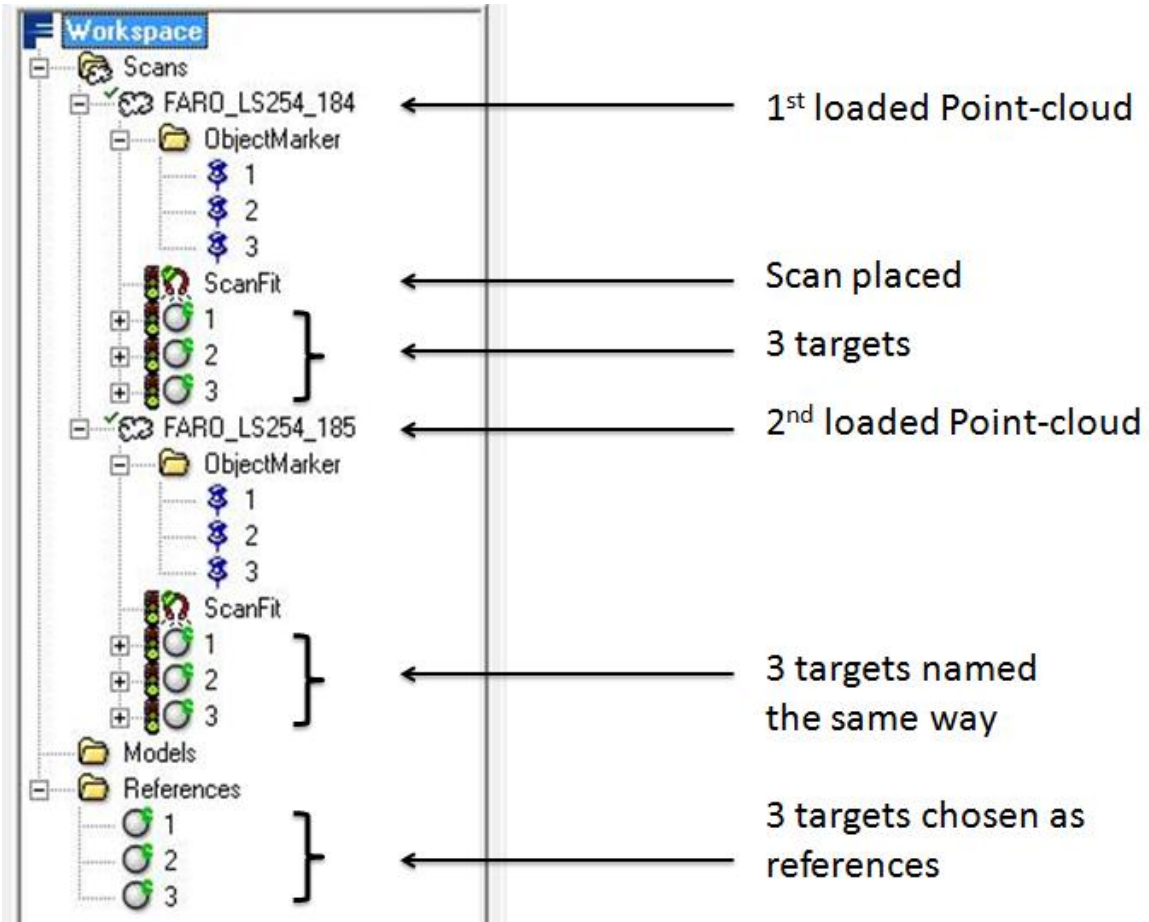 Workspace
Scans
FARO_LS254_184
1st loaded Point-cloud
ObjectMarker
1
2
3
ScanFit
Scan placed
1
2
3 targets
3
FARO_LS254_185
2nd loaded Point-cloud
ObjectMarker
1
2
3
ScanFit
1
2
3 targets named
the same way
3
Models
References
1
2
3
3 targets chosen as
references